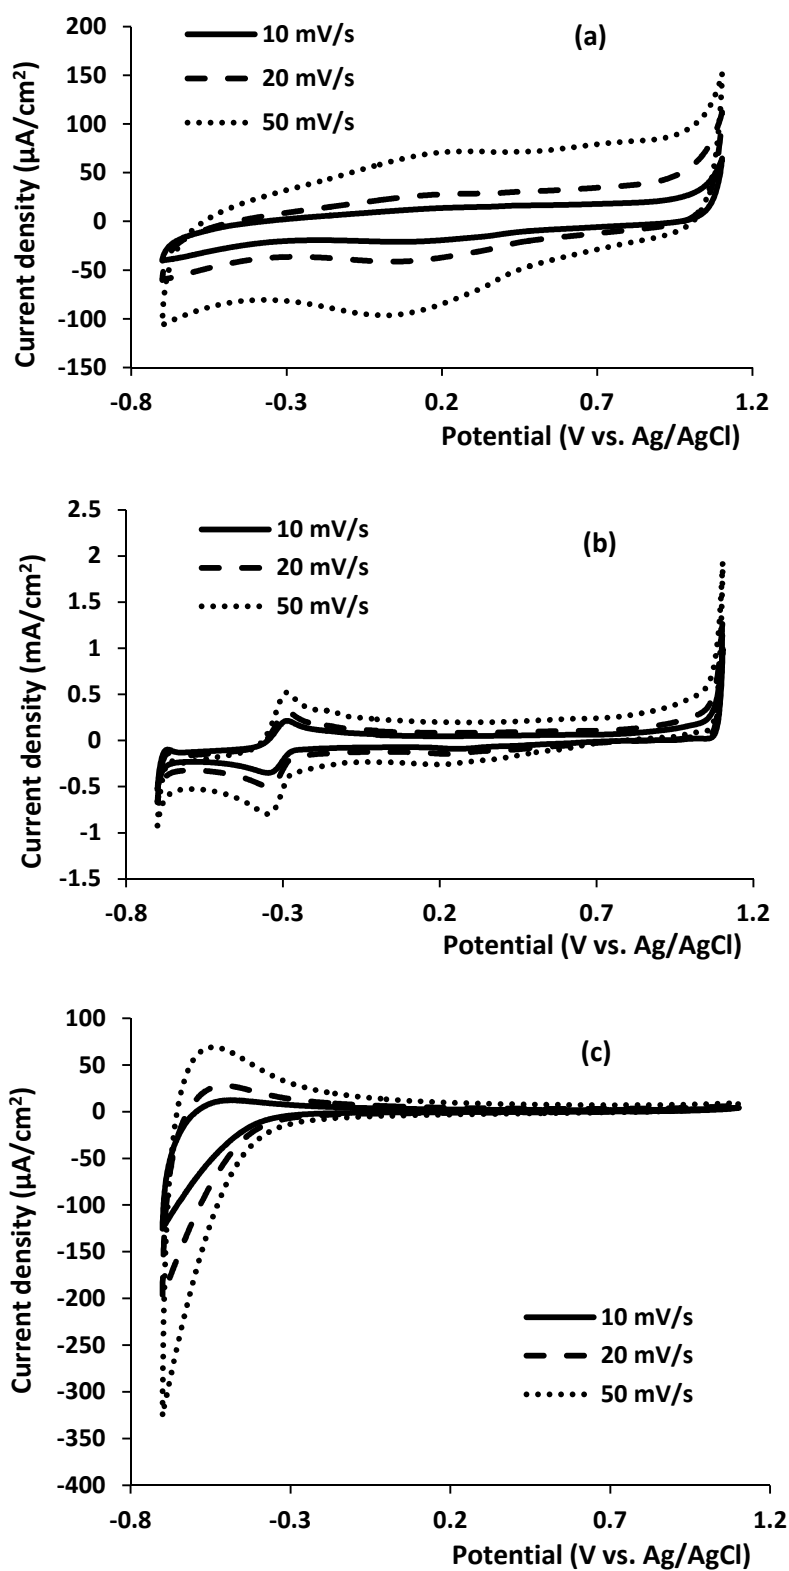 200
150
100
50
0
-50
-100
-150
-0.8 -0.3 0.2 0.7 1.2
Current density (µA/cm²)
Potential (V vs. Ag/AgCl)
10 mV/s
20 mV/s
50 mV/s
(a)
2.5
2
1.5
1
0.5
0
-0.5
-1
-1.5
-0.8 -0.3 0.2 0.7 1.2
Current density (mA/cm²)
Potential (V vs. Ag/AgCl)
10 mV/s
20 mV/s
50 mV/s
(b)
100
50
0
-50
-100
-150
-200
-250
-300
-350
-400
-0.8 -0.3 0.2 0.7 1.2
Current density (µA/cm²)
Potential (V vs. Ag/AgCl)
(c)
10 mV/s
20 mV/s
50 mV/s